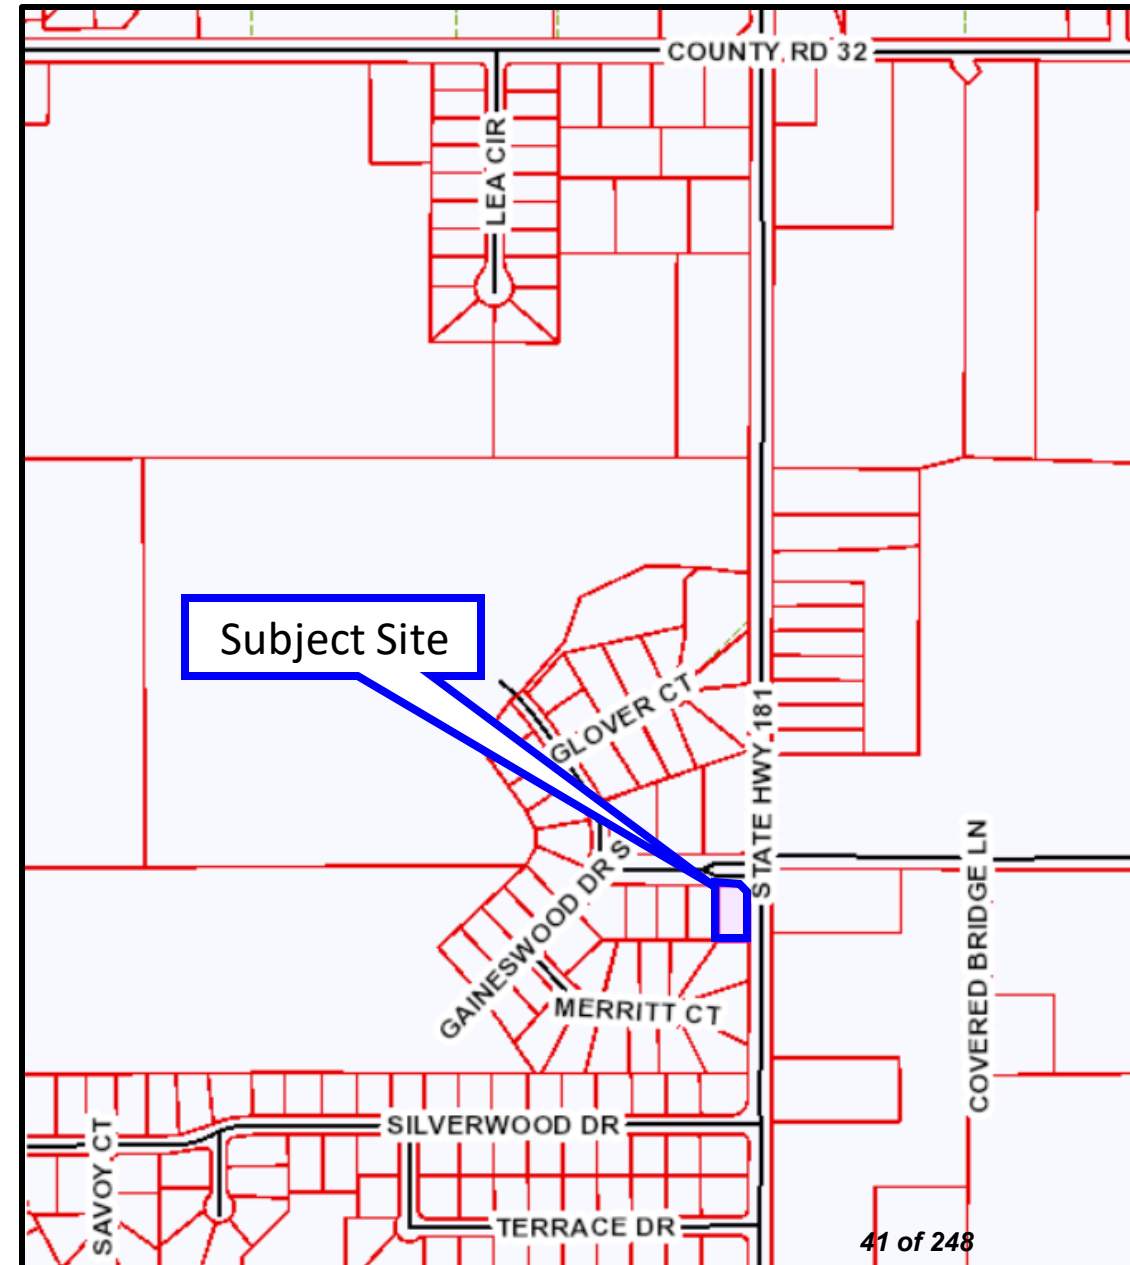 COUNTY RD 32
LEA CIR
Subject Site
GLOVER CT
STATE HWY 181
GAINESWOOD DR S
COVERED BRIDGE LN
MERRITT CT
SILVERWOOD DR
SAVOY CT
TERRACE DR
41 of 248